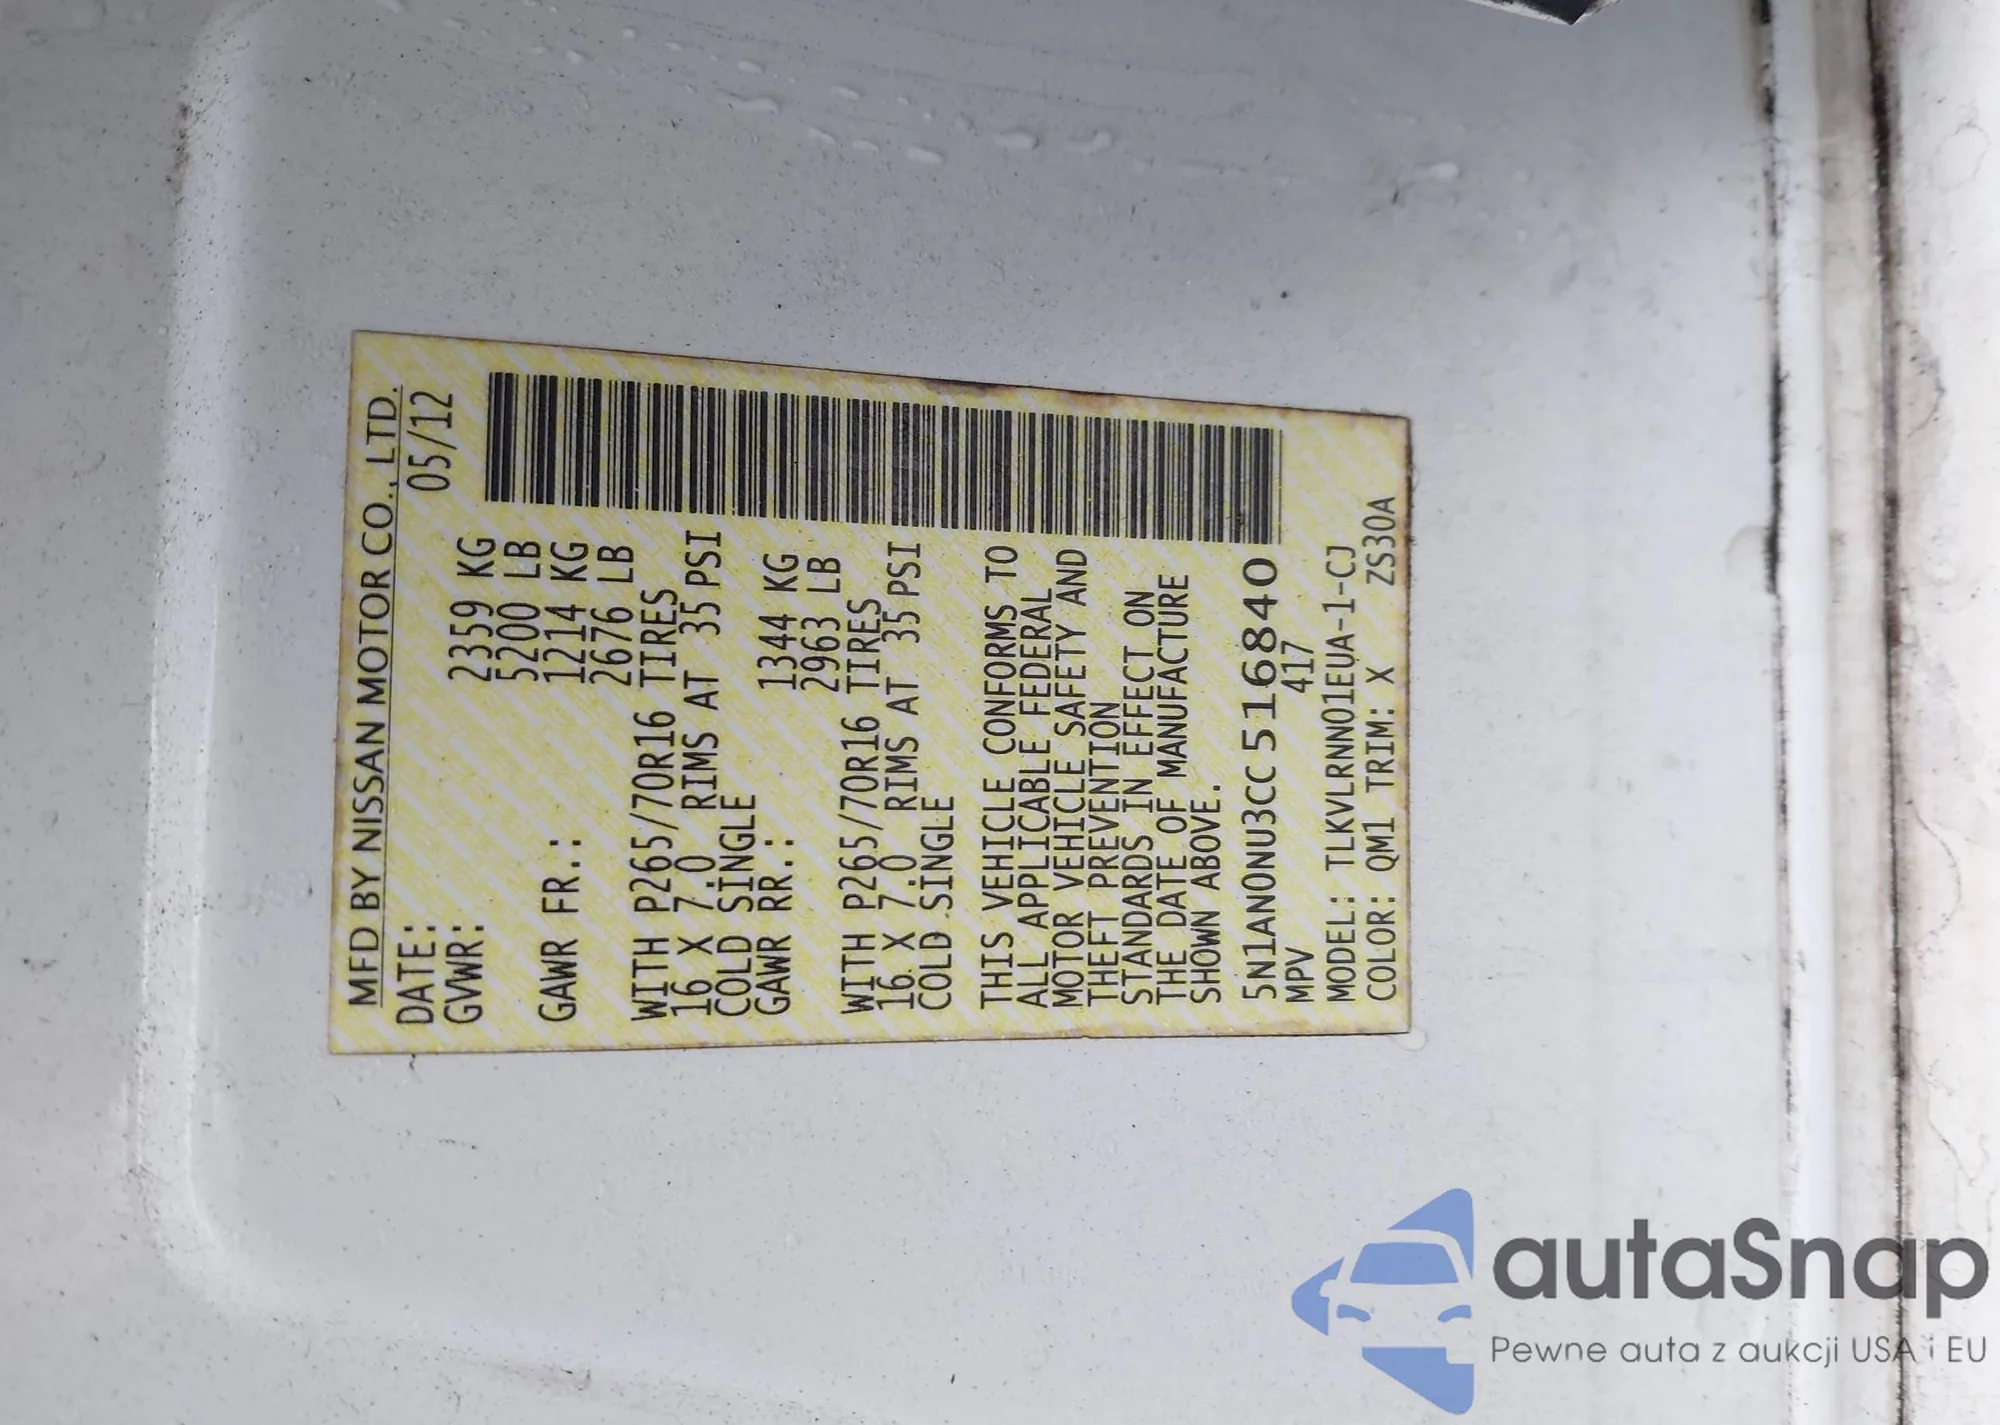 MFD BY NISSAN MOTOR CO.,LTD.
DATE: 05/12
GVWR: 2359 KG
5200 LB
GAWR FR.: 1214 KG
2676 LB
WITH P265/70R16 TIRES
16 X 7.0 RIMS AT 35 PSI
COLD SINGLE
GAWR RR.: 1344 KG
2963 LB
WITH P265/70R16 TIRES
16 X 7.0 RIMS AT 35 PSI
COLD SINGLE
THIS VEHICLE CONFORMS TO
ALL APPLICABLE FEDERAL
MOTOR VEHICLE SAFETY AND
THEFT PREVENTION
STANDARDS IN EFFECT ON
THE DATE OF MANUFACTURE
SHOWN ABOVE.
5N1AN0NU3CC516840
MPV 417
MODEL: TLKVLRNN01EUA-1-CJ
COLOR: QM1 TRIM: X ZS30A
autaSnap
Pewne auta z aukcji USA i EU